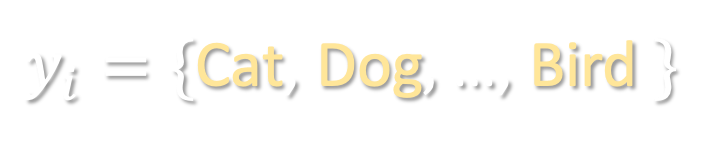 yᵢ = {Cat, Dog, ..., Bird }